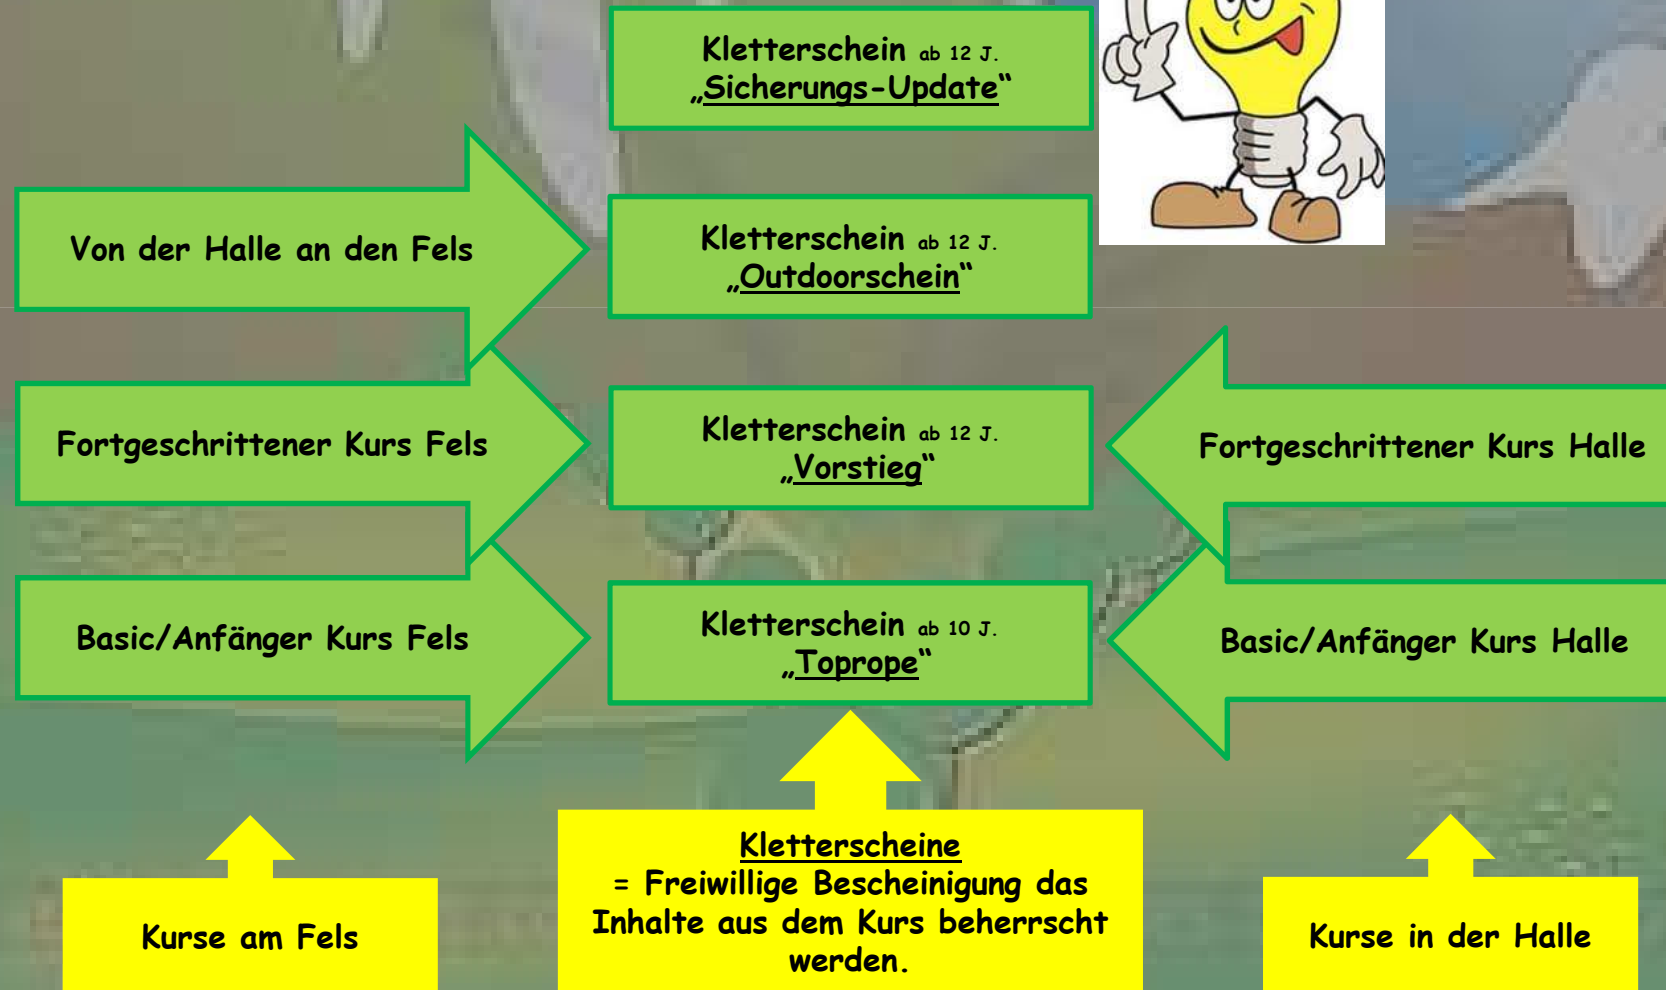 Kletterschein ab 12 J.
„Sicherungs-Update“
Von der Halle an den Fels
Kletterschein ab 12 J.
„Outdoorschein“
Fortgeschrittener Kurs Fels
Kletterschein ab 12 J.
„Vorstieg“
Fortgeschrittener Kurs Halle
Basic/Anfänger Kurs Fels
Kletterschein ab 10 J.
„Toprope“
Basic/Anfänger Kurs Halle
Kurse am Fels
Kletterscheine
= Freiwillige Bescheinigung das
Inhalte aus dem Kurs beherrscht
werden.
Kurse in der Halle